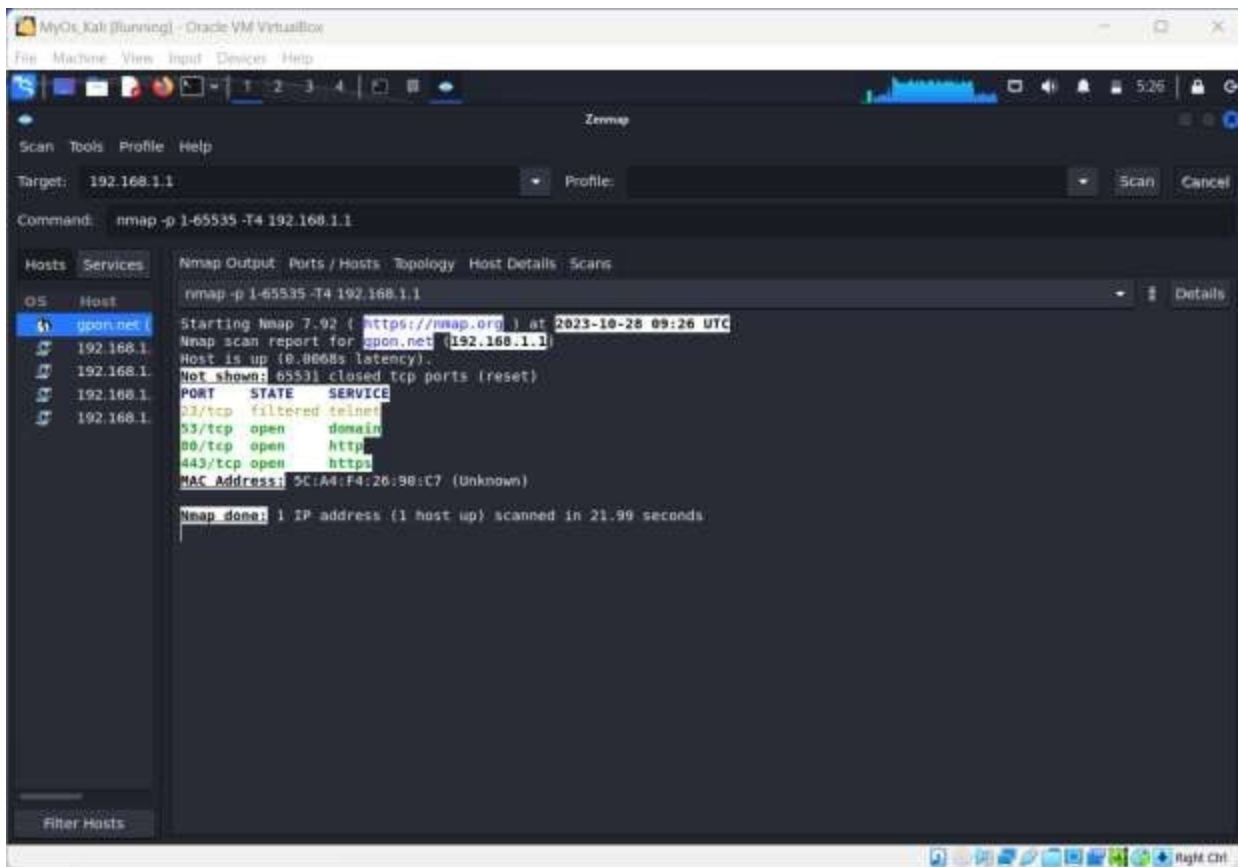 MyOs_Kali [Running] - Oracle VM VirtualBox
File Machine View Input Devices Help
1 2 3 4 5:26
Zenmap
Scan Tools Profile Help
Target: 192.168.1.1 Profile: Scan Cancel
Command: nmap -p 1-65535 -T4 192.168.1.1
Hosts Services Nmap Output Ports / Hosts Topology Host Details Scans
OS Host nmap -p 1-65535 -T4 192.168.1.1 Details
gpon.net (
192.168.1.
192.168.1.
192.168.1.
192.168.1.
Starting Nmap 7.92 ( https://nmap.org ) at 2023-10-28 09:26 UTC
Nmap scan report for gpon.net (192.168.1.1)
Host is up (0.0068s latency).
Not shown: 65531 closed tcp ports (reset)
PORT STATE SERVICE
23/tcp filtered telnet
53/tcp open domain
80/tcp open http
443/tcp open https
MAC Address: 5C:A4:F4:26:98:C7 (Unknown)
Nmap done: 1 IP address (1 host up) scanned in 21.99 seconds
Filter Hosts
Right Ctrl